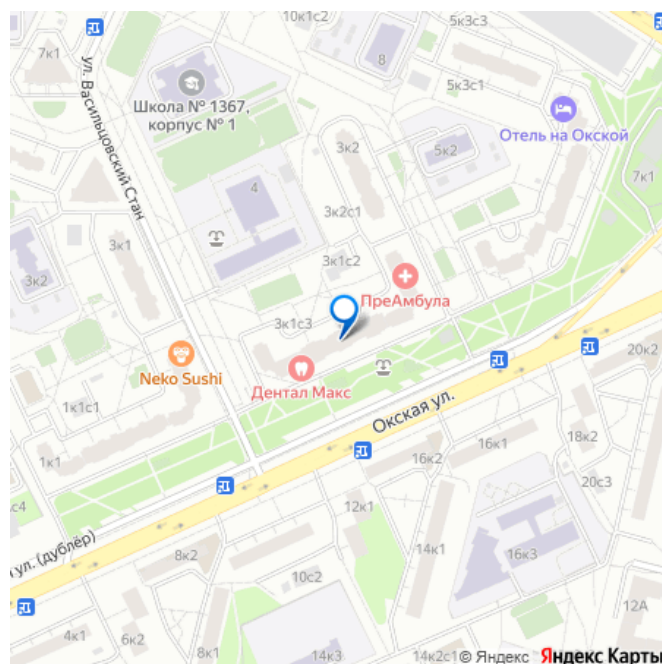 10к1с2
5к3с3
7к1
8
5к3с1
Школа № 1367,
корпус № 1
ул. Васильцовский Стан
Отель на Окской
3к2
5к2
4
7к1
3к2с1
3к1
3к1с2
3к2
ПреАмбула
3к1с3
Neko Sushi
Дентал Макс
20к2
1к1с1
Окская ул.
18к2
16к1
1к1
16к2
20с3
с4
12к1
ул. (дублёр)
8к2
14к1
16к3
10с2
12А
4к1
6к2
8к1
14к3
14к2с1
© Яндекс Яндекс Карты